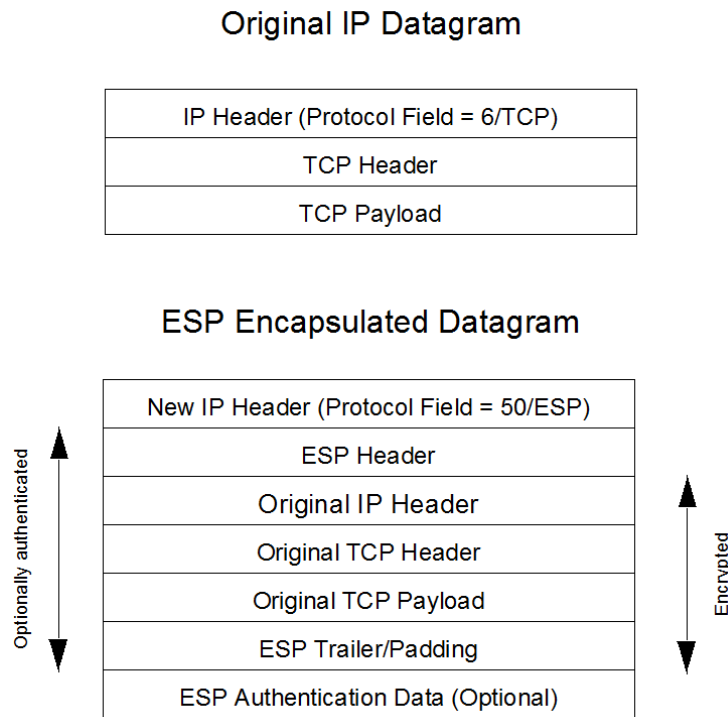 Original IP Datagram
IP Header (Protocol Field = 6/TCP)
TCP Header
TCP Payload
ESP Encapsulated Datagram
New IP Header (Protocol Field = 50/ESP)
ESP Header
Original IP Header
Original TCP Header
Original TCP Payload
ESP Trailer/Padding
ESP Authentication Data (Optional)
Optionally authenticated
Encrypted